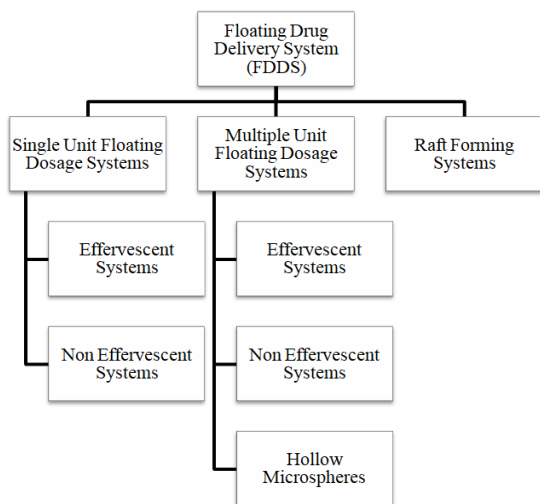 Floating Drug
Delivery System
(FDDS)
Single Unit Floating
Dosage Systems
Multiple Unit
Floating Dosage
Systems
Raft Forming
Systems
Effervescent
Systems
Non Effervescent
Systems
Effervescent
Systems
Non Effervescent
Systems
Hollow
Microspheres